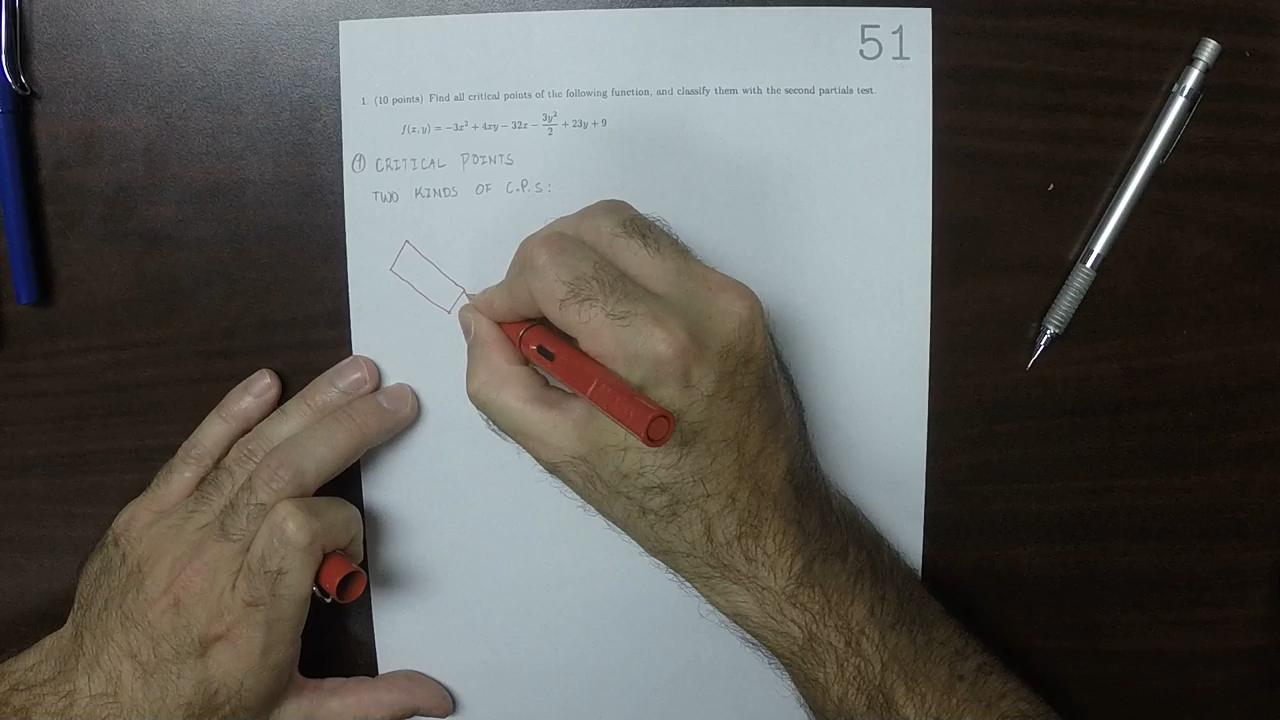 51
1. (10 points) Find all critical points of the following function, and classify them with the second partials test.
f(x, y) = −3x² + 4xy − 32x − 3y²/2 + 23y + 9
① CRITICAL POINTS
TWO KINDS OF C.P.s: